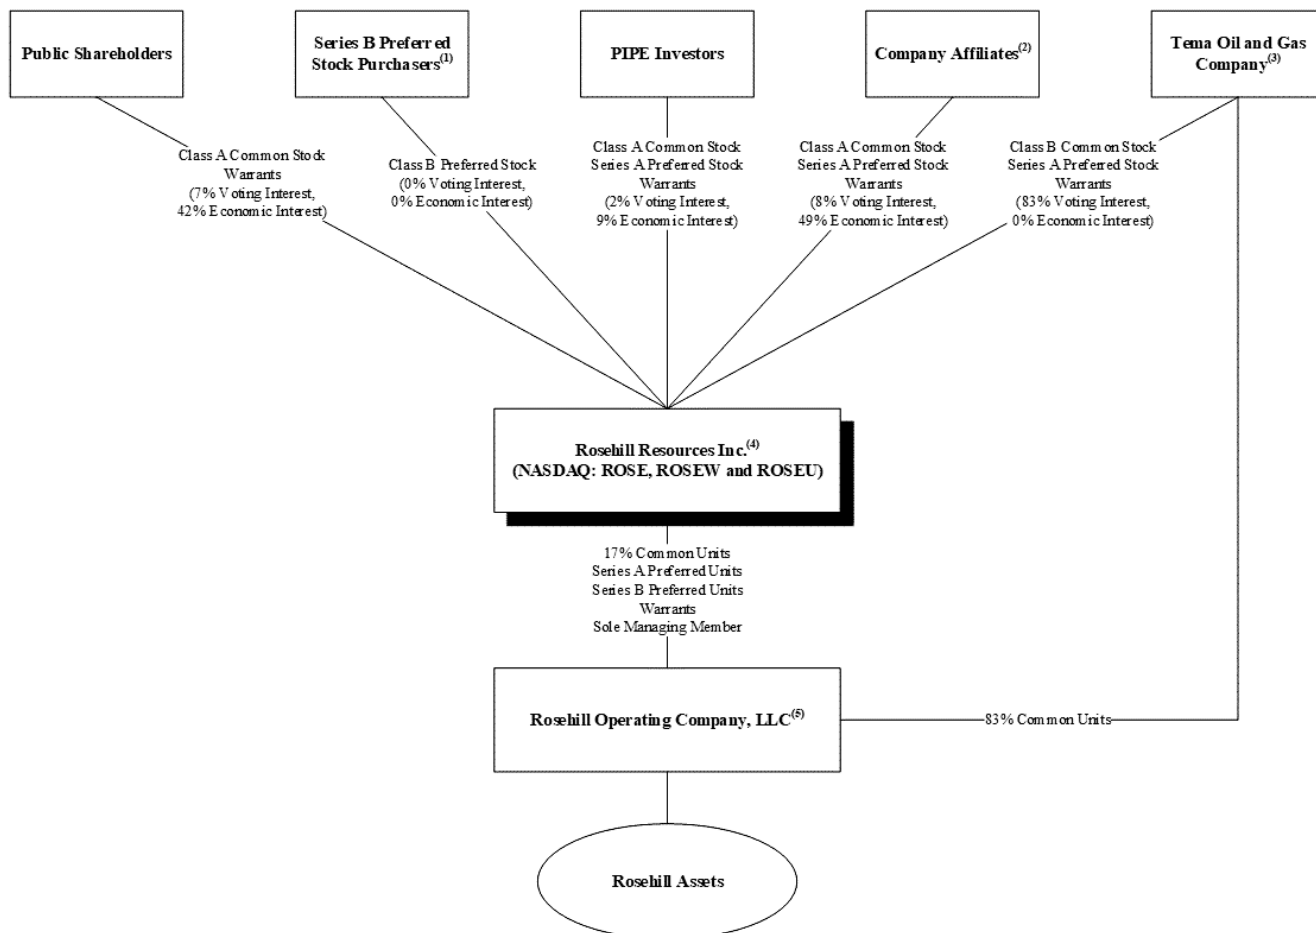 Public Shareholders
Series B Preferred
Stock Purchasers(1)
PIPE Investors
Company Affiliates(2)
Tema Oil and Gas
Company(3)
Class A Common Stock
Warrants
(7% Voting Interest,
42% Economic Interest)
Class B Preferred Stock
(0% Voting Interest,
0% Economic Interest)
Class A Common Stock
Series A Preferred Stock
Warrants
(2% Voting Interest,
9% Economic Interest)
Class A Common Stock
Series A Preferred Stock
Warrants
(8% Voting Interest,
49% Economic Interest)
Class B Common Stock
Series A Preferred Stock
Warrants
(83% Voting Interest,
0% Economic Interest)
Rosehill Resources Inc.(4)
(NASDAQ: ROSE, ROSEW and ROSEU)
17% Common Units
Series A Preferred Units
Series B Preferred Units
Warrants
Sole Managing Member
Rosehill Operating Company, LLC(5)
83% Common Units
Rosehill Assets